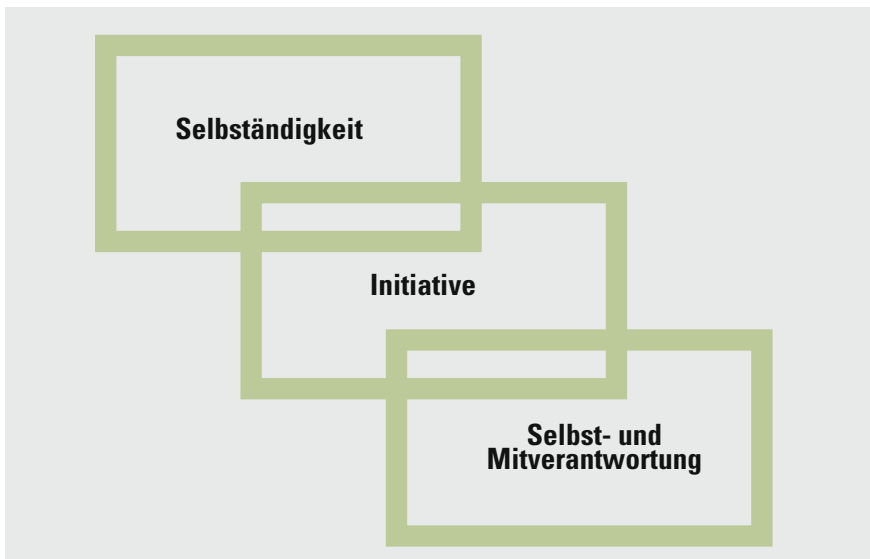 Selbständigkeit
Initiative
Selbst- und
Mitverantwortung